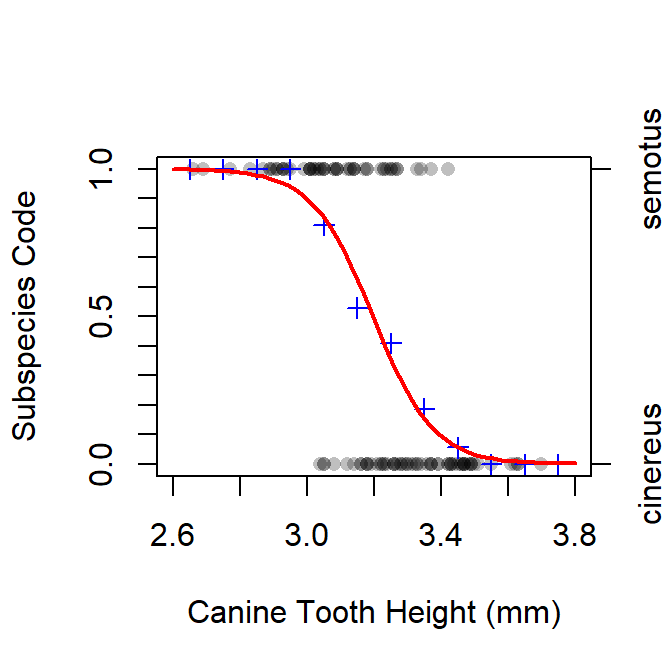 semotus
1.0
0.5
0.0
Subspecies Code
cinereus
2.6 3.0 3.4 3.8
Canine Tooth Height (mm)